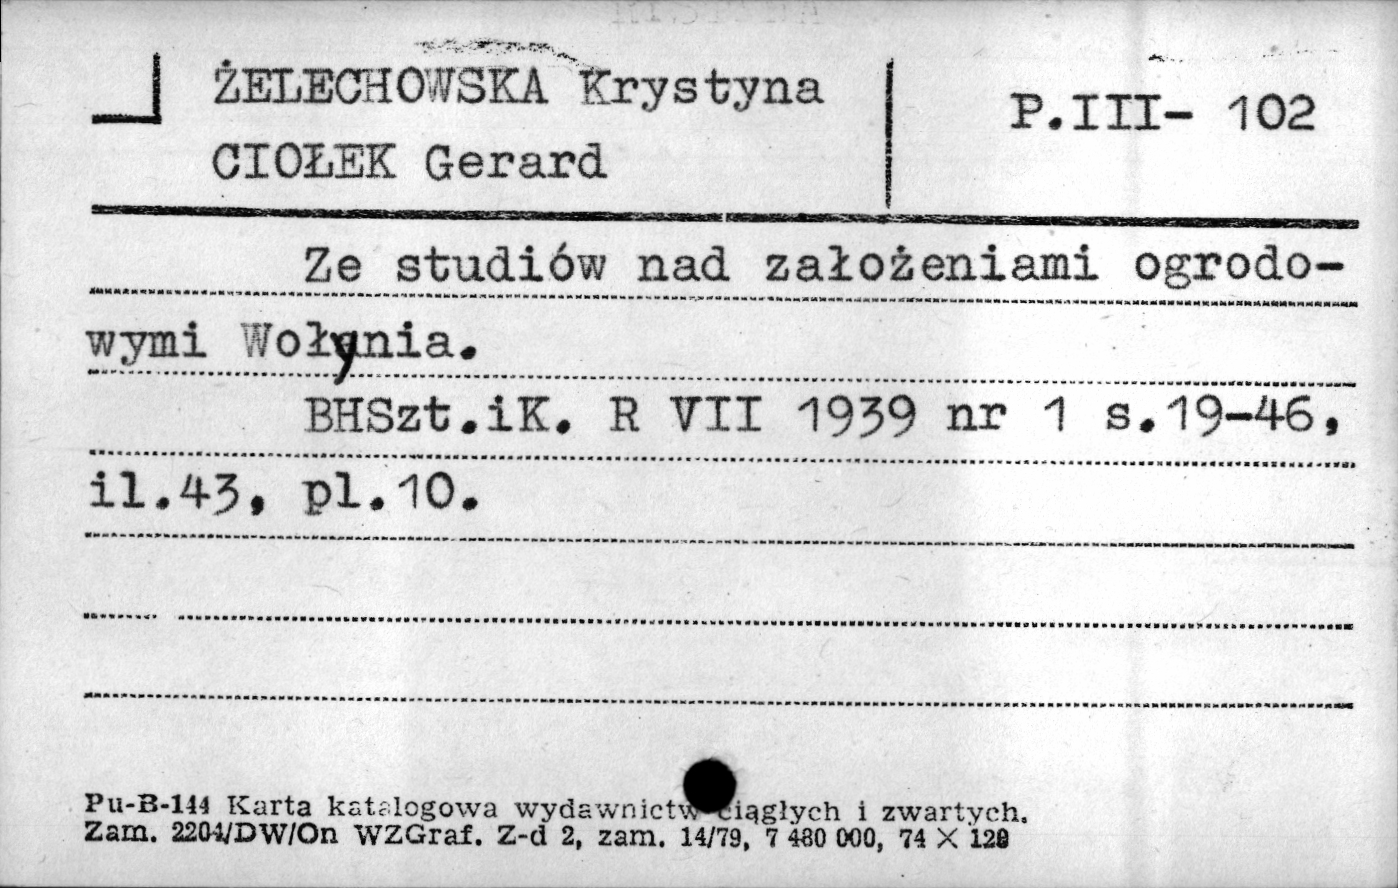 ŻELECHOWSKA Krystyna
CIOŁEK Gerard
P.III- 102
Ze studiów nad założeniami ogrodo-
wymi Wołynia.
BHSzt.iK. R VII 1939 nr 1 s.19-46,
il.43, pl.10.
Pu-B-144 Karta katalogowa wydawnictw ciągłych i zwartych.
Zam. 2204/DW/On WZGraf. Z-d 2, zam. 14/79, 7 480 000, 74 X 128